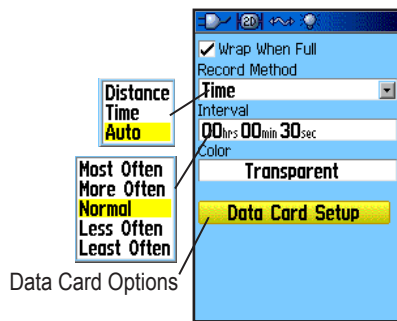 2D
Wrap When Full
Record Method
Time
Interval
00hrs 00min 30sec
Color
Transparent
Data Card Setup
Distance
Time
Auto
Most Often
More Often
Normal
Less Often
Least Often
Data Card Options